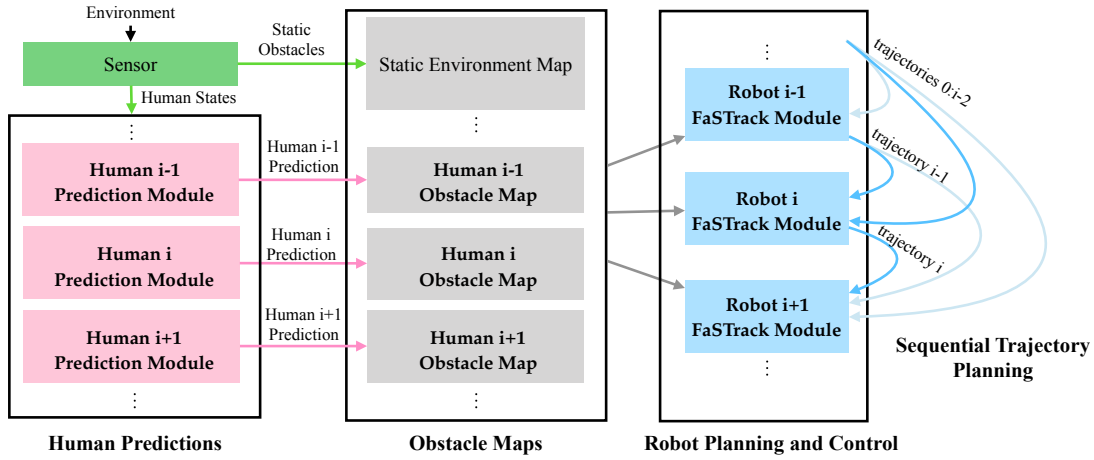 Environment
Sensor
Static
Obstacles
Human States
⋮
Human i-1
Prediction Module
Human i
Prediction Module
Human i+1
Prediction Module
⋮
Human Predictions
Human i-1
Prediction
Human i
Prediction
Human i+1
Prediction
Static Environment Map
⋮
Human i-1
Obstacle Map
Human i
Obstacle Map
Human i+1
Obstacle Map
⋮
Obstacle Maps
⋮
Robot i-1
FaSTrack Module
Robot i
FaSTrack Module
Robot i+1
FaSTrack Module
⋮
Robot Planning and Control
trajectories 0:i-2
trajectory i-1
trajectory i
Sequential Trajectory
Planning